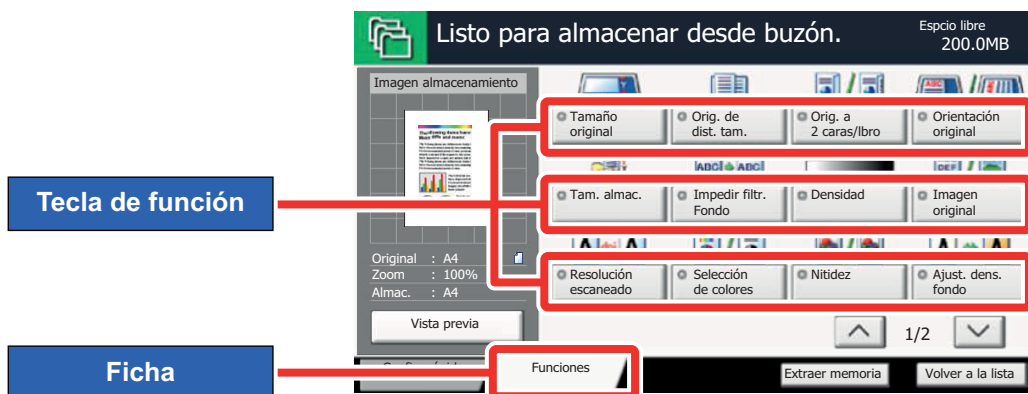 Listo para almacenar desde buzón.
Espcio libre
200.0MB
Imagen almacenamiento
Tamaño
original
Orig. de
dist. tam.
Orig. a
2 caras/lbro
Orientación
original
Tecla de función
Tam. almac.
Impedir filtr.
Fondo
Densidad
Imagen
original
Original : A4
Zoom : 100%
Almac. : A4
Resolución
escaneado
Selección
de colores
Nitidez
Ajust. dens.
fondo
Vista previa
1/2
Ficha
Funciones
Extraer memoria
Volver a la lista